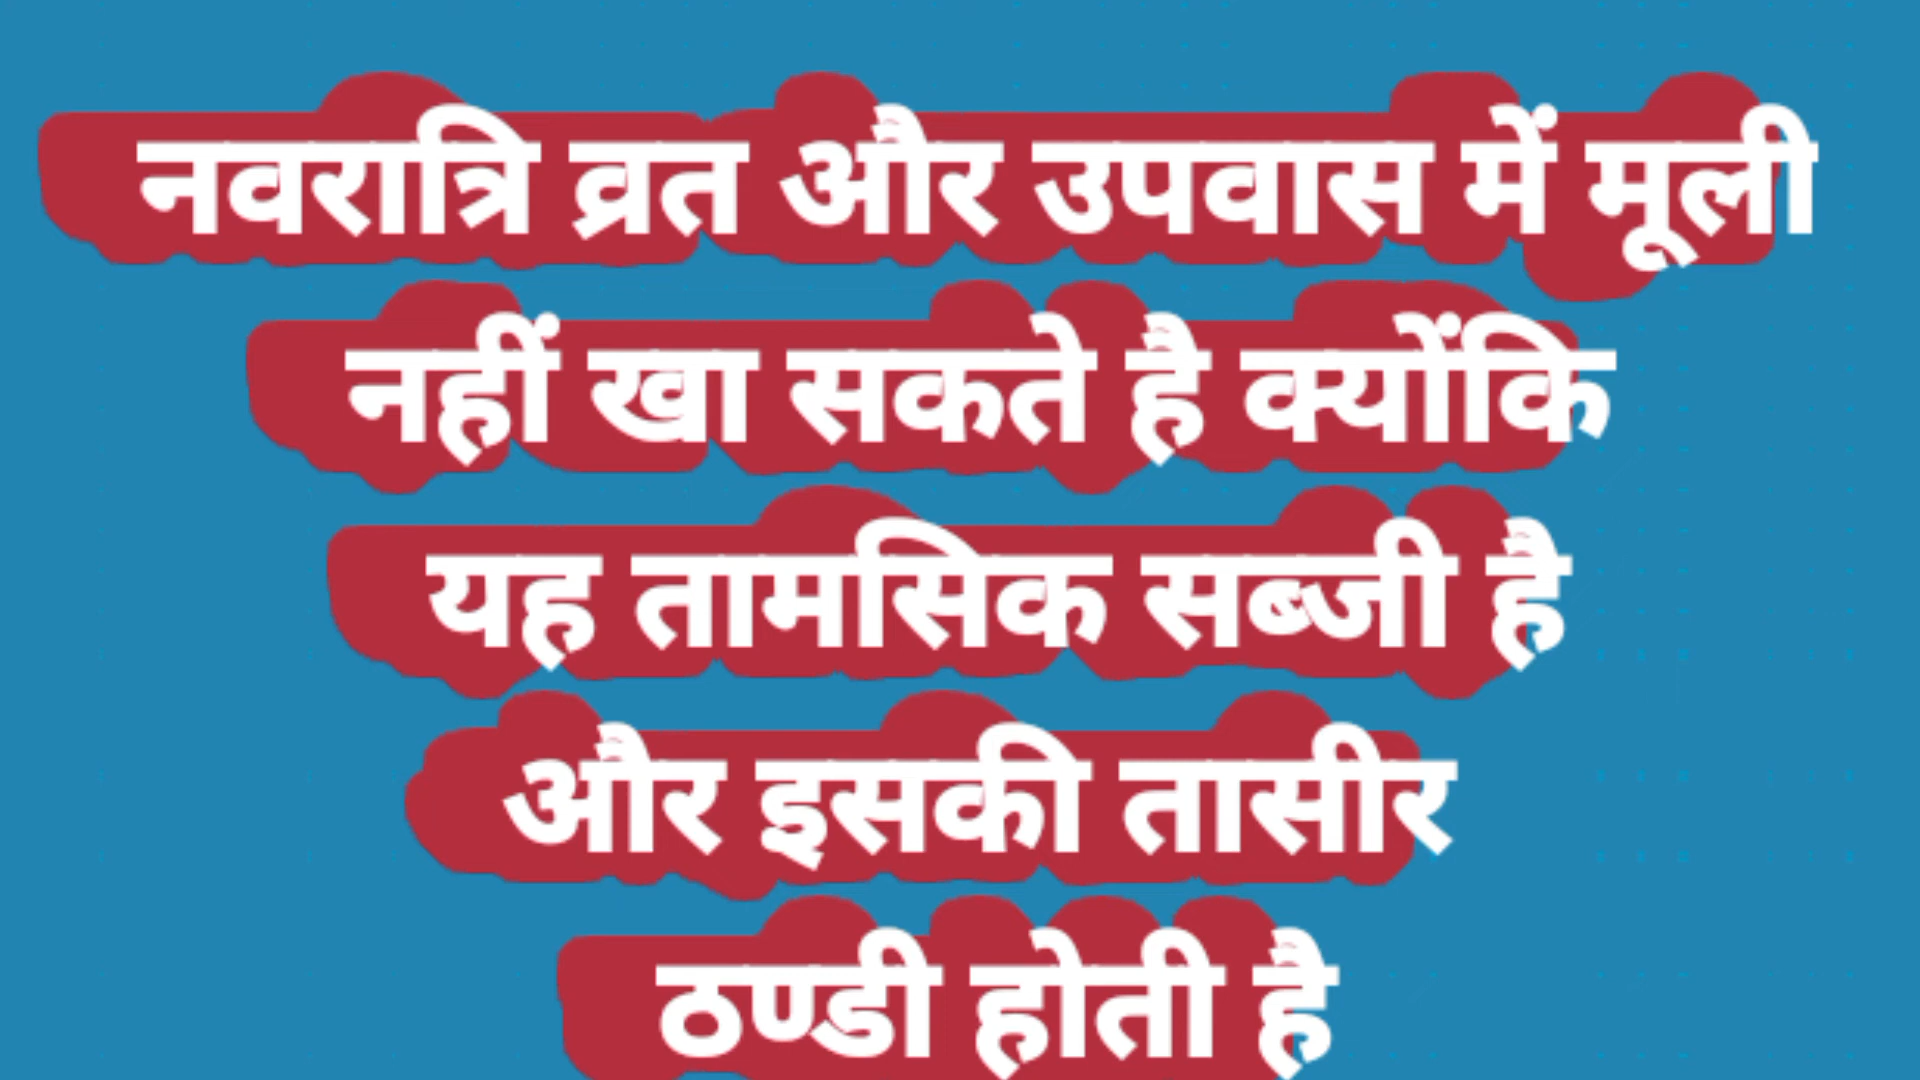 नवरात्रि व्रत और उपवास में मूली
नहीं खा सकते है क्योंकि
यह तामसिक सब्जी है
और इसकी तासीर
ठण्डी होती है